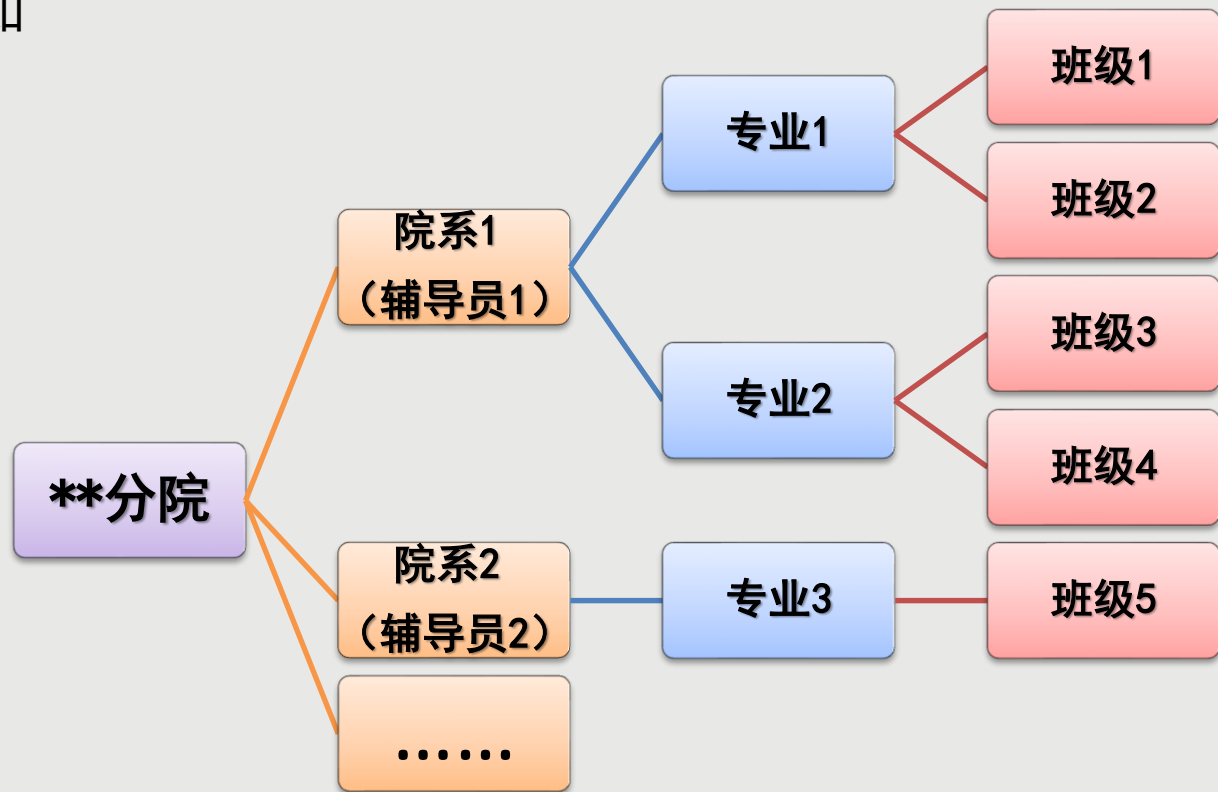 **分院
院系1
（辅导员1）
专业1
班级1
班级2
专业2
班级3
班级4
院系2
（辅导员2）
专业3
班级5
......